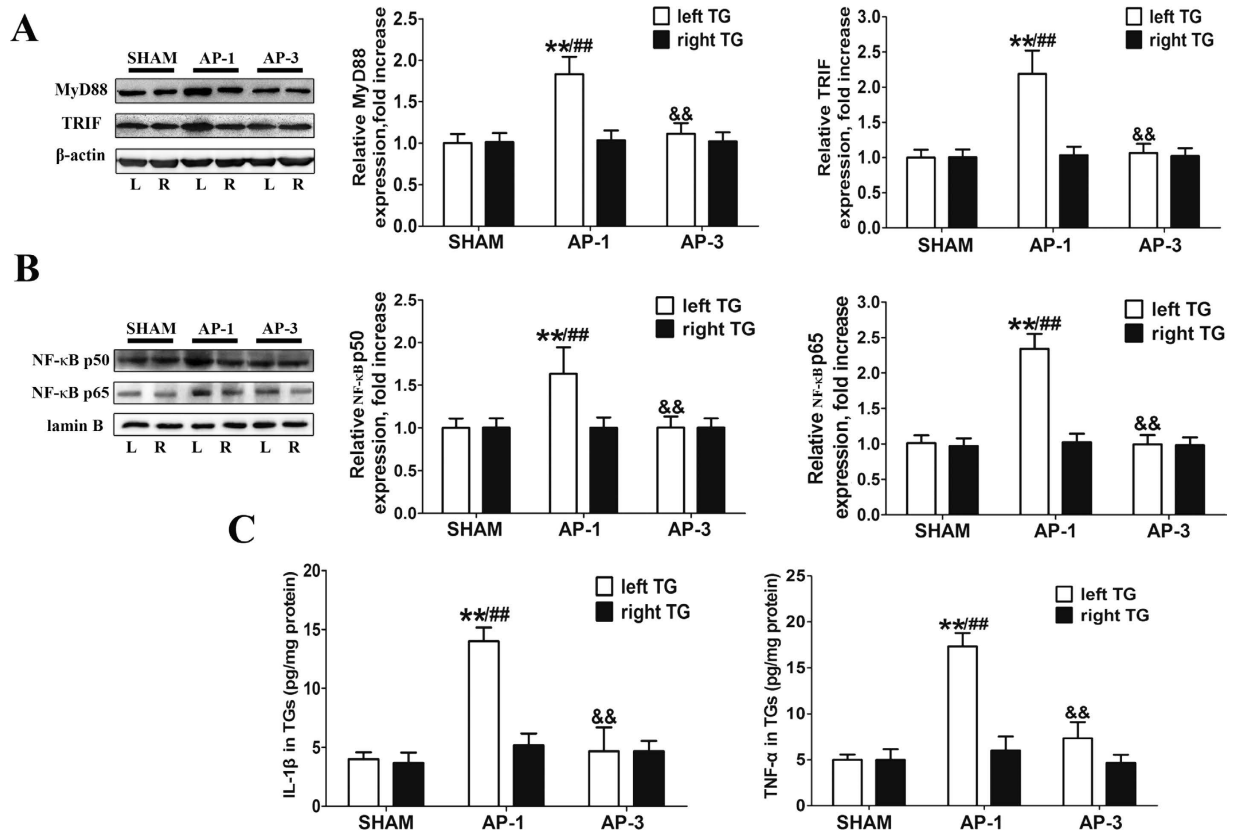 A
SHAM AP-1 AP-3
MyD88
TRIF
β-actin
L R L R L R
Relative MyD88
expression,fold increase
2.5
2.0
1.5
1.0
0.5
0.0
left TG
right TG
**/##
&&
SHAM AP-1 AP-3
Relative TRIF
expression, fold increase
3.0
2.5
2.0
1.5
1.0
0.5
0.0
left TG
right TG
**/##
&&
SHAM AP-1 AP-3
B
SHAM AP-1 AP-3
NF-κB p50
NF-κB p65
lamin B
L R L R L R
Relative NF-κB p50
expression, fold increase
2.5
2.0
1.5
1.0
0.5
0.0
left TG
right TG
**/##
&&
SHAM AP-1 AP-3
Relative NF-κB p65
expression, fold increase
3.0
2.5
2.0
1.5
1.0
0.5
0.0
left TG
right TG
**/##
&&
SHAM AP-1 AP-3
C
IL-1β in TGs (pg/mg protein)
20
15
10
5
0
left TG
right TG
**/##
&&
SHAM AP-1 AP-3
TNF-α in TGs (pg/mg protein)
25
20
15
10
5
0
left TG
right TG
**/##
&&
SHAM AP-1 AP-3